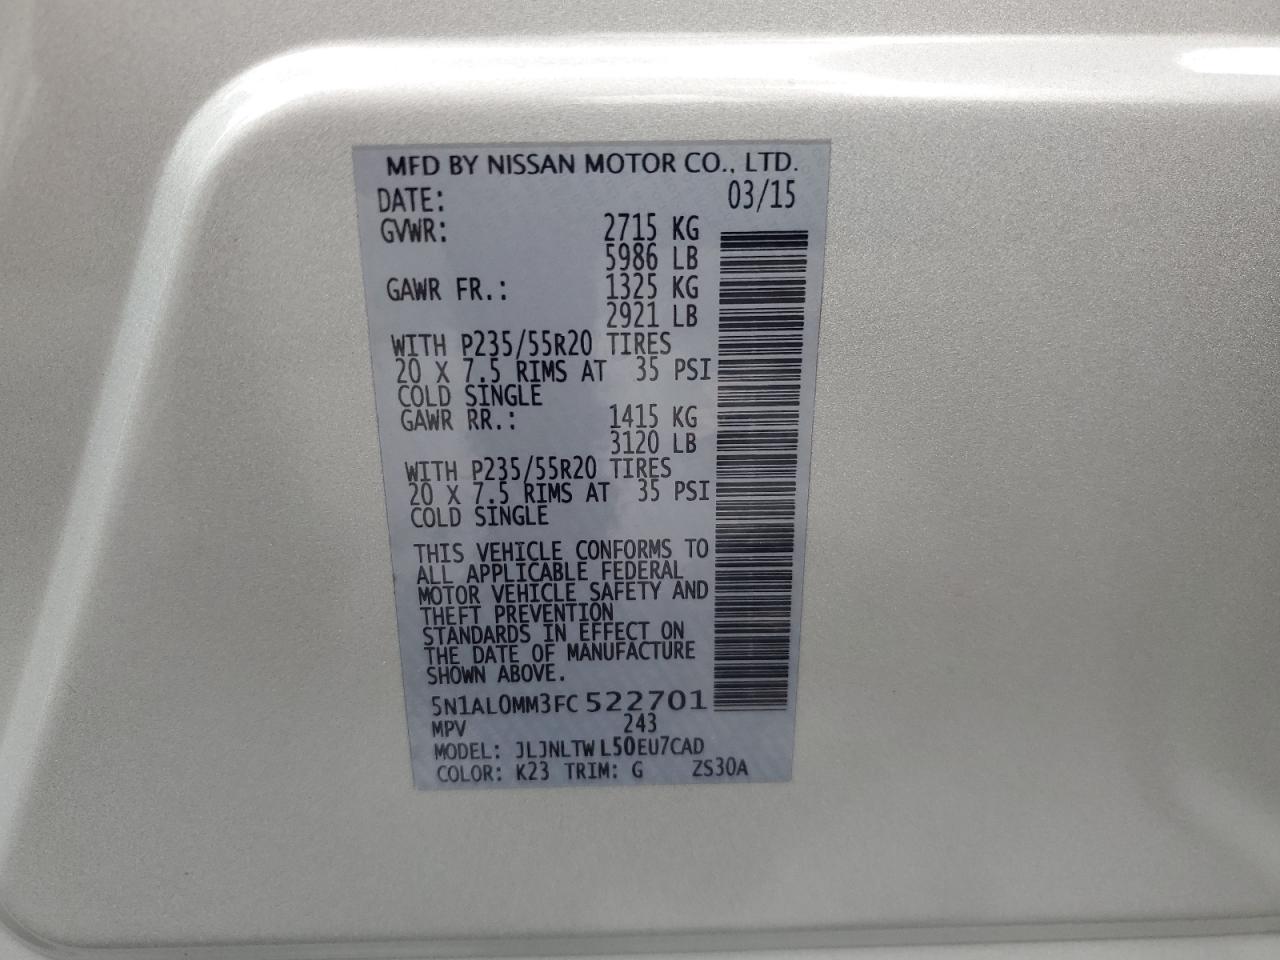 MFD BY NISSAN MOTOR CO., LTD.
DATE: 03/15
GVWR: 2715 KG
5986 LB
GAWR FR.: 1325 KG
2921 LB
WITH P235/55R20 TIRES
20 X 7.5 RIMS AT 35 PSI
COLD SINGLE
GAWR RR.: 1415 KG
3120 LB
WITH P235/55R20 TIRES
20 X 7.5 RIMS AT 35 PSI
COLD SINGLE
THIS VEHICLE CONFORMS TO
ALL APPLICABLE FEDERAL
MOTOR VEHICLE SAFETY AND
THEFT PREVENTION
STANDARDS IN EFFECT ON
THE DATE OF MANUFACTURE
SHOWN ABOVE.
5N1AL0MM3FC 522701
MPV 243
MODEL: JLJNLTW L50EU7CAD
COLOR: K23 TRIM: G ZS30A